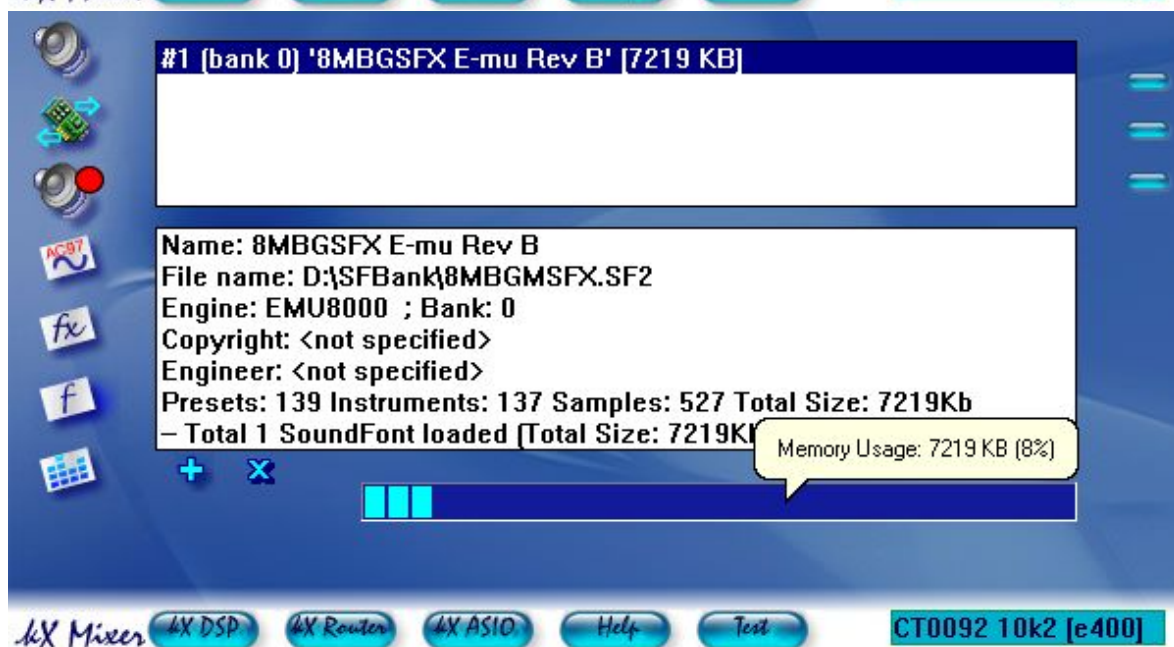 #1 (bank 0) '8MBGSFX E-mu Rev B' [7219 KB]
Name: 8MBGSFX E-mu Rev B
File name: D:\SFBank\8MBGMSFX.SF2
Engine: EMU8000 ; Bank: 0
Copyright: <not specified>
Engineer: <not specified>
Presets: 139 Instruments: 137 Samples: 527 Total Size: 7219Kb
– Total 1 SoundFont loaded [Total Size:
Memory Usage: 7219 KB (8%)
AC97
fx
f
kX Mixer kX DSP kX Router kX ASIO Help Test CT0092 10k2 [e400]